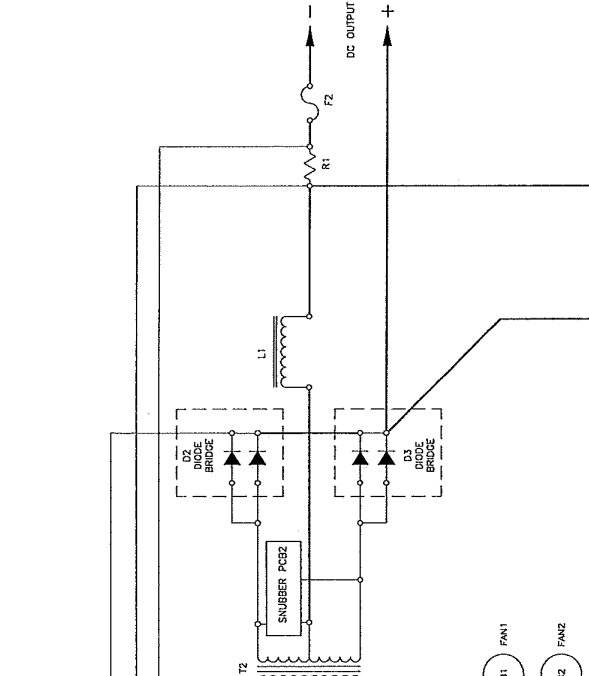 -
+
DC OUTPUT
F2
R1
L1
D2
DIODE
BRIDGE
D3
DIODE
BRIDGE
SNUBBER PCB2
T2
FAN1
FAN2